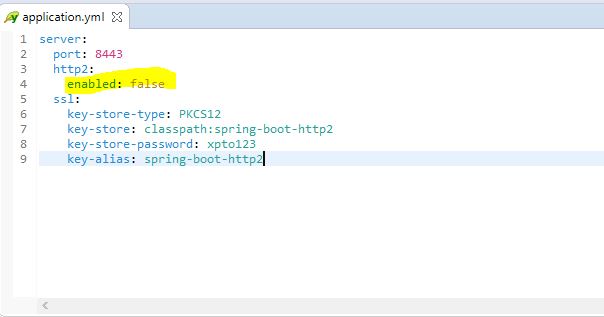 application.yml
1 server:
2   port: 8443
3   http2:
4     enabled: false
5   ssl:
6     key-store-type: PKCS12
7     key-store: classpath:spring-boot-http2
8     key-store-password: xpto123
9     key-alias: spring-boot-http2